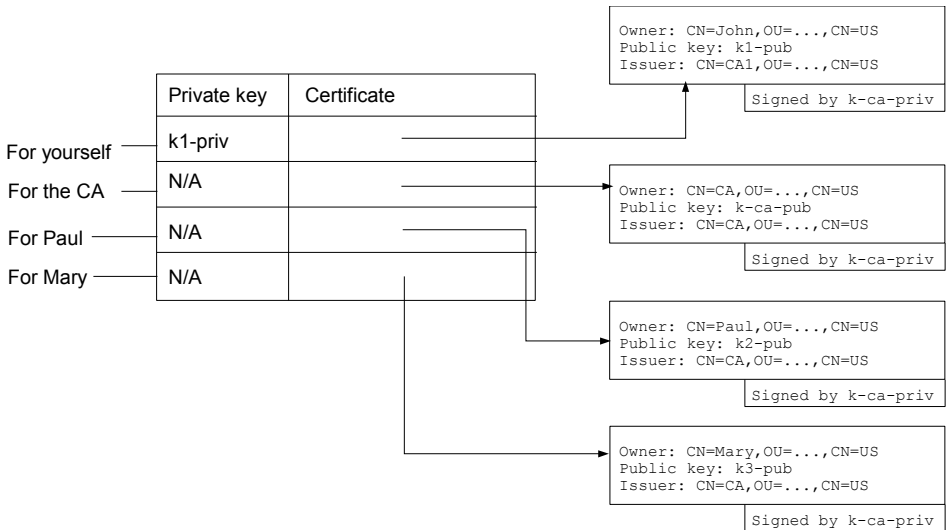 Owner: CN=John,OU=...,CN=US
Public key: k1-pub
Issuer: CN=CA1,OU=...,CN=US
Signed by k-ca-priv
Private key Certificate
For yourself k1-priv
For the CA N/A
For Paul N/A
For Mary N/A
Owner: CN=CA,OU=...,CN=US
Public key: k-ca-pub
Issuer: CN=CA,OU=...,CN=US
Signed by k-ca-priv
Owner: CN=Paul,OU=...,CN=US
Public key: k2-pub
Issuer: CN=CA,OU=...,CN=US
Signed by k-ca-priv
Owner: CN=Mary,OU=...,CN=US
Public key: k3-pub
Issuer: CN=CA,OU=...,CN=US
Signed by k-ca-priv